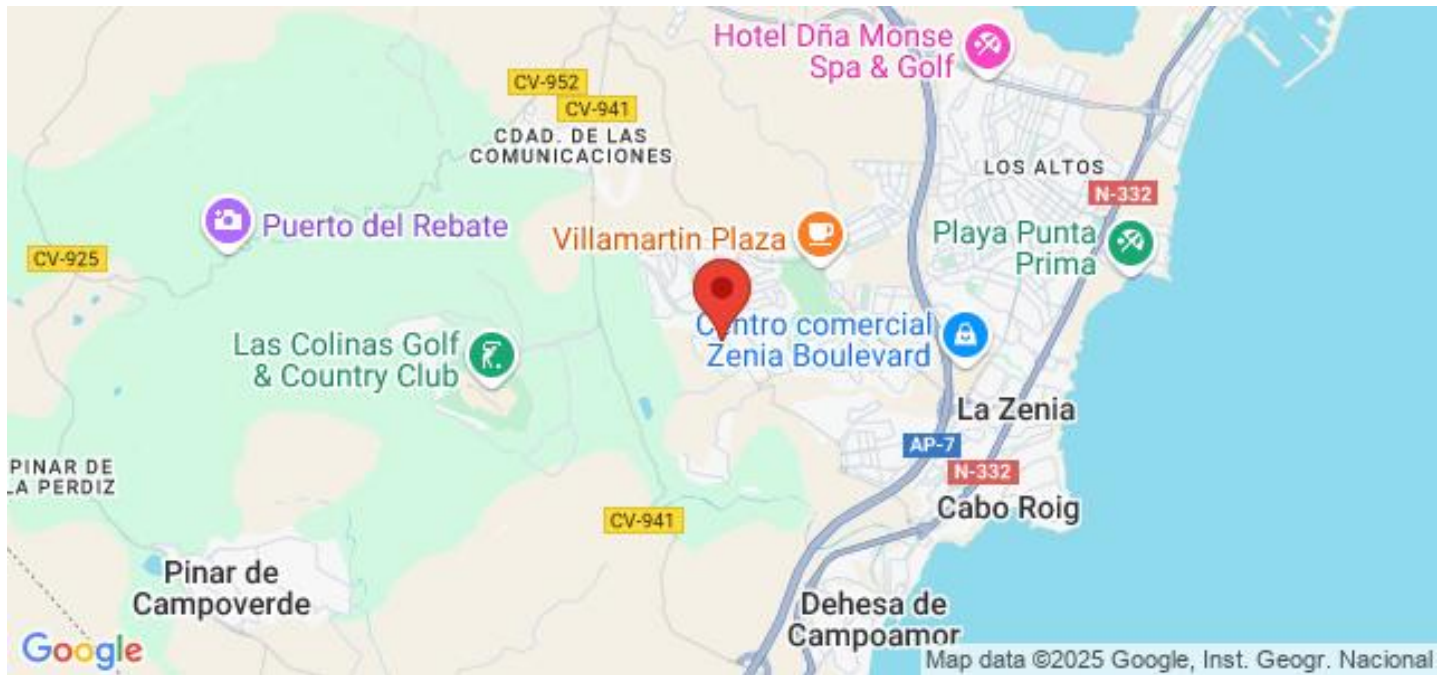 Hotel Dña Monse
Spa & Golf
CV-952
CV-941
CDAD. DE LAS
COMUNICACIONES
LOS ALTOS
N-332
Puerto del Rebate
Villamartin Plaza
Playa Punta
Prima
CV-925
Centro comercial
Zenia Boulevard
Las Colinas Golf
& Country Club
La Zenia
AP-7
N-332
PINAR DE
LA PERDIZ
Cabo Roig
CV-941
Pinar de
Campoverde
Dehesa de
Campoamor
Google
Map data ©2025 Google, Inst. Geogr. Nacional